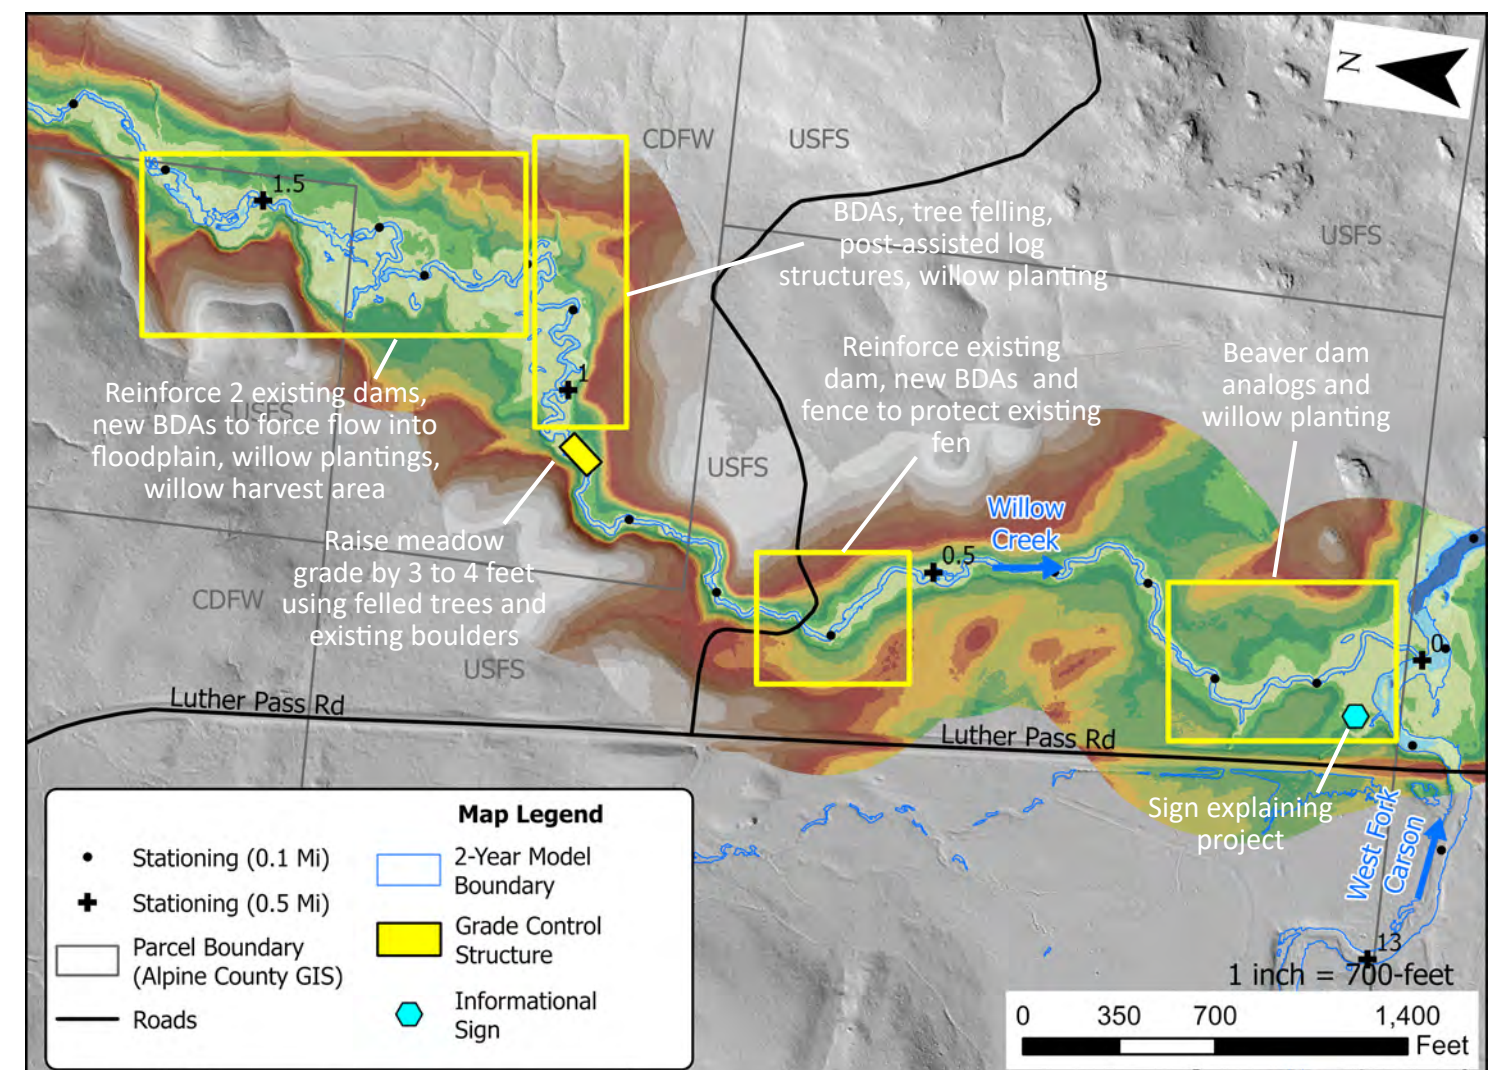 N
CDFW
USFS
1.5
BDAs, tree felling,
post-assisted log
structures, willow planting
USFS
Reinforce existing
dam, new BDAs and
fence to protect existing
fen
Beaver dam
analogs and
willow planting
1
Reinforce 2 existing dams,
new BDAs to force flow into
floodplain, willow plantings,
willow harvest area
USFS
USFS
Willow
Creek
0.5
Raise meadow
grade by 3 to 4 feet
using felled trees and
existing boulders
CDFW
USFS
0
Luther Pass Rd
Luther Pass Rd
Sign explaining
project
West Fork
Carson
13
Map Legend
Stationing (0.1 Mi)
Stationing (0.5 Mi)
Parcel Boundary
(Alpine County GIS)
Roads
2-Year Model
Boundary
Grade Control
Structure
Informational
Sign
1 inch = 700-feet
0 350 700 1,400
Feet